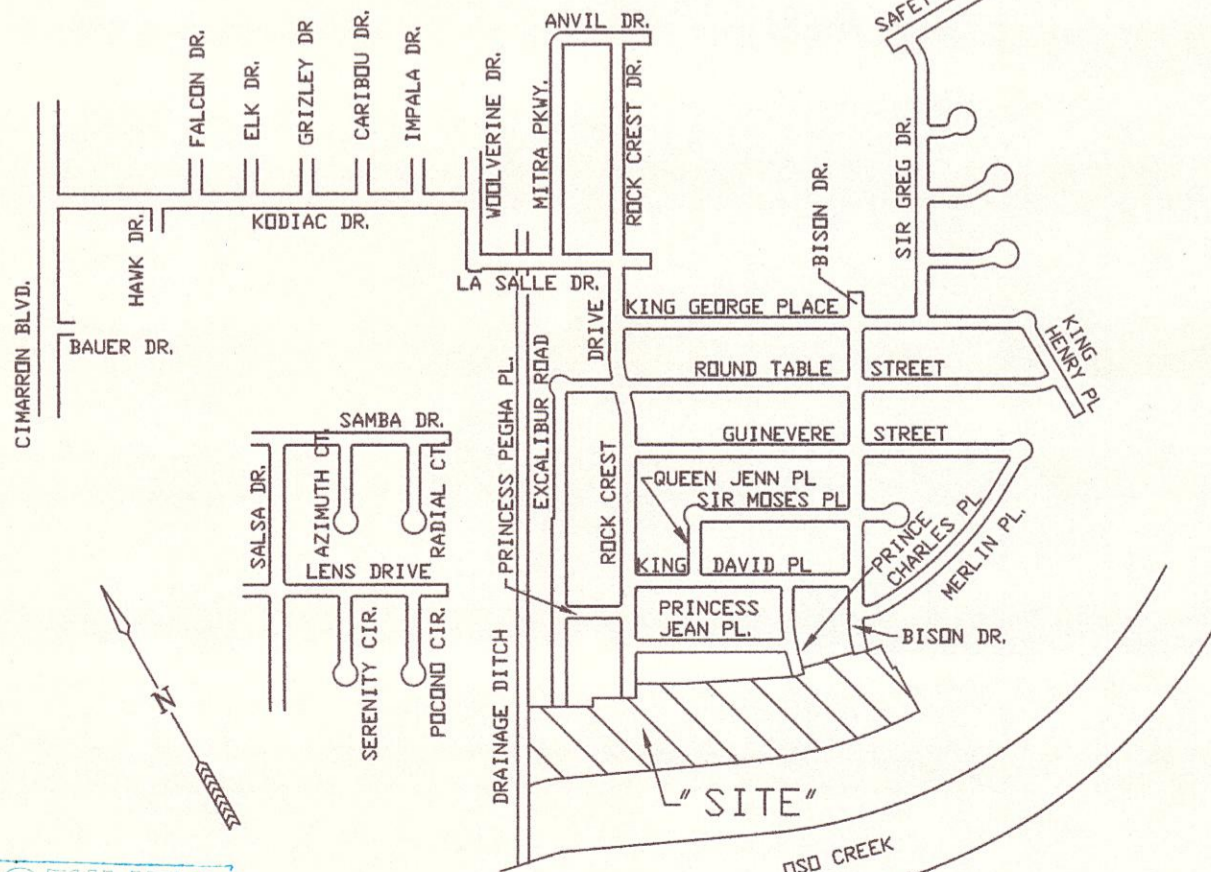 ANVIL DR.
SAFET
FALCON DR.
ELK DR.
GRIZLEY DR
CARIBOU DR.
IMPALA DR.
WOOLVERINE DR.
MITRA PKWY.
ROCK CREST DR.
BISON DR.
SIR GREG DR.
KODIAC DR.
HAWK DR.
CIMARRON BLVD.
BAUER DR.
LA SALLE DR.
KING GEORGE PLACE
KING
HENRY PL
DRIVE
ROUND TABLE STREET
PRINCESS PEGHA PL.
EXCALIBUR ROAD
SAMBA DR.
GUINEVERE STREET
QUEEN JENN PL
SIR MOSES PL
SALSA DR.
AZIMUTH CT.
RADIAL CT.
ROCK CREST
KING DAVID PL
PRINCE
CHARLES PL
MERLIN PL.
LENS DRIVE
PRINCESS
JEAN PL.
BISON DR.
SERENITY CIR.
POCONO CIR.
DRAINAGE DITCH
N
"SITE"
OSO CREEK